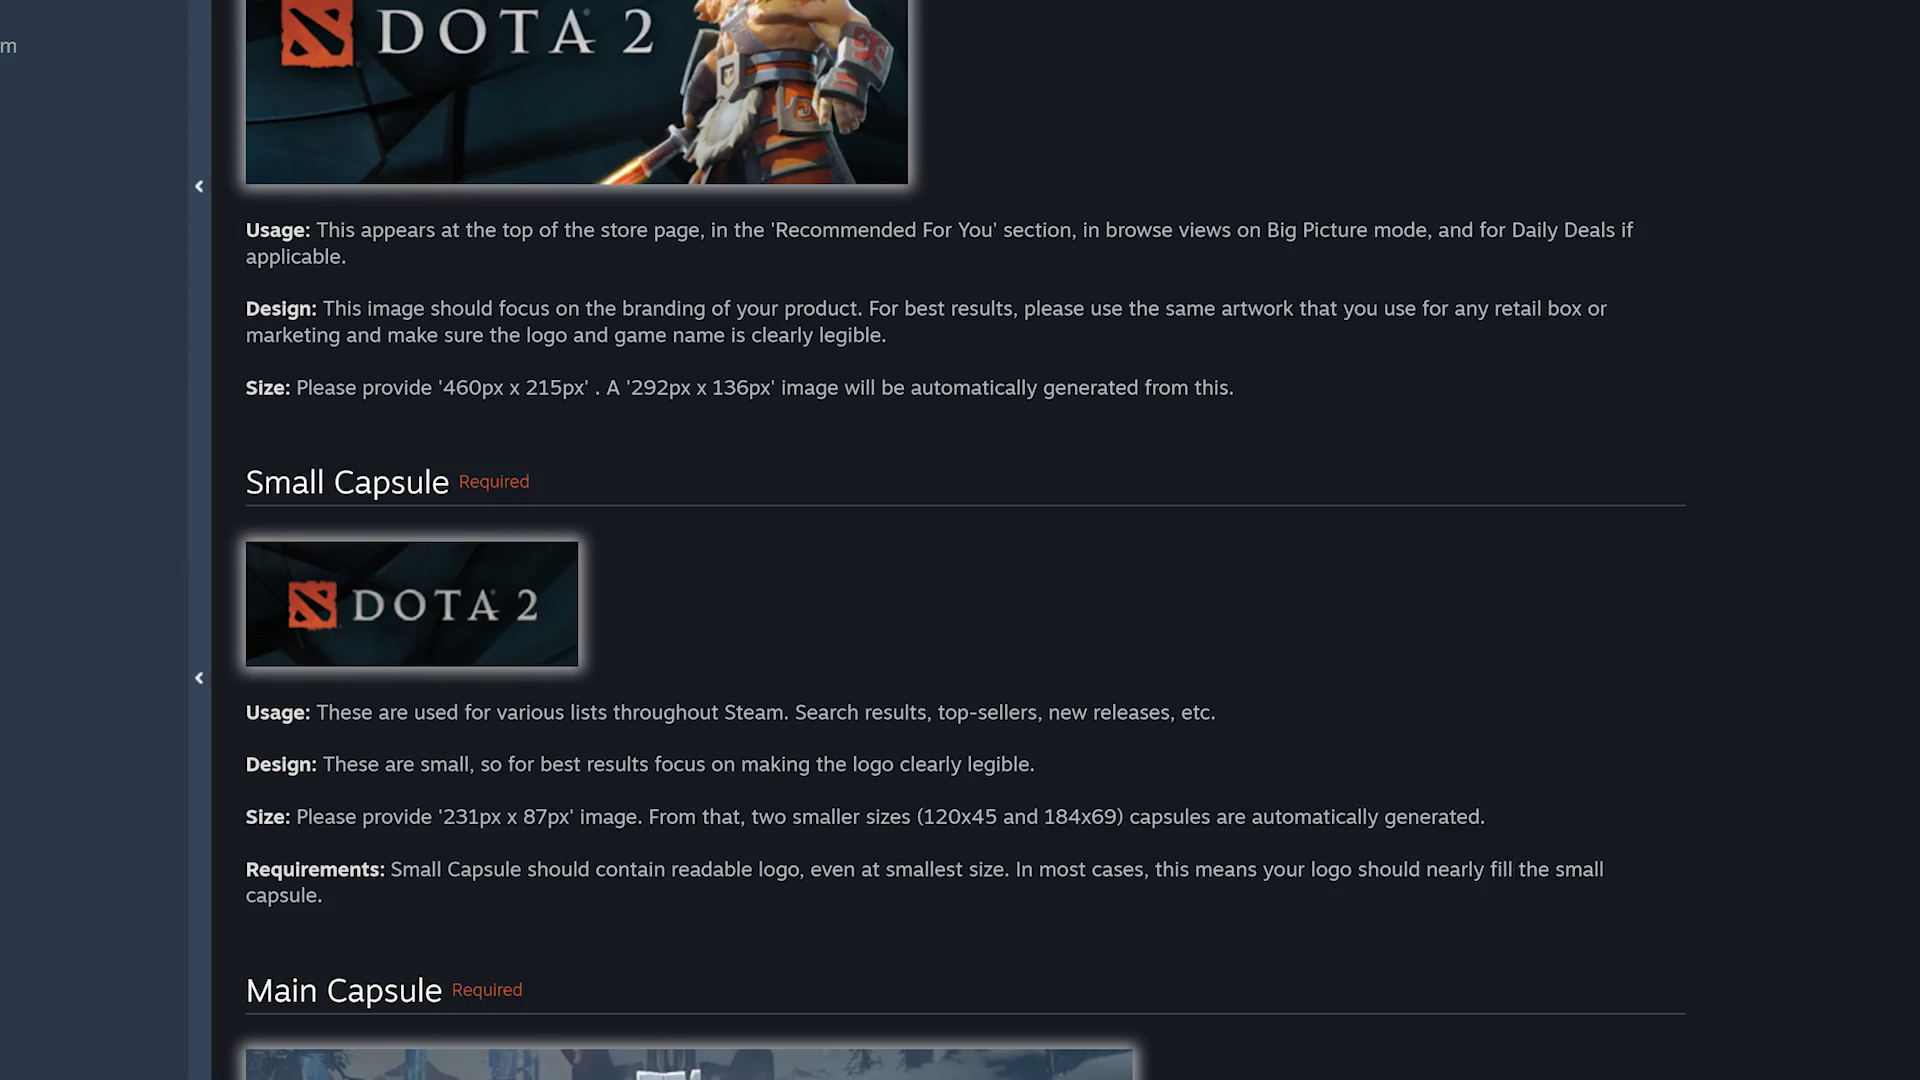 DOTA 2
m
Usage: This appears at the top of the store page, in the 'Recommended For You' section, in browse views on Big Picture mode, and for Daily Deals if
applicable.
Design: This image should focus on the branding of your product. For best results, please use the same artwork that you use for any retail box or
marketing and make sure the logo and game name is clearly legible.
Size: Please provide '460px x 215px' . A '292px x 136px' image will be automatically generated from this.
Small Capsule Required
DOTA 2
Usage: These are used for various lists throughout Steam. Search results, top-sellers, new releases, etc.
Design: These are small, so for best results focus on making the logo clearly legible.
Size: Please provide '231px x 87px' image. From that, two smaller sizes (120x45 and 184x69) capsules are automatically generated.
Requirements: Small Capsule should contain readable logo, even at smallest size. In most cases, this means your logo should nearly fill the small
capsule.
Main Capsule Required